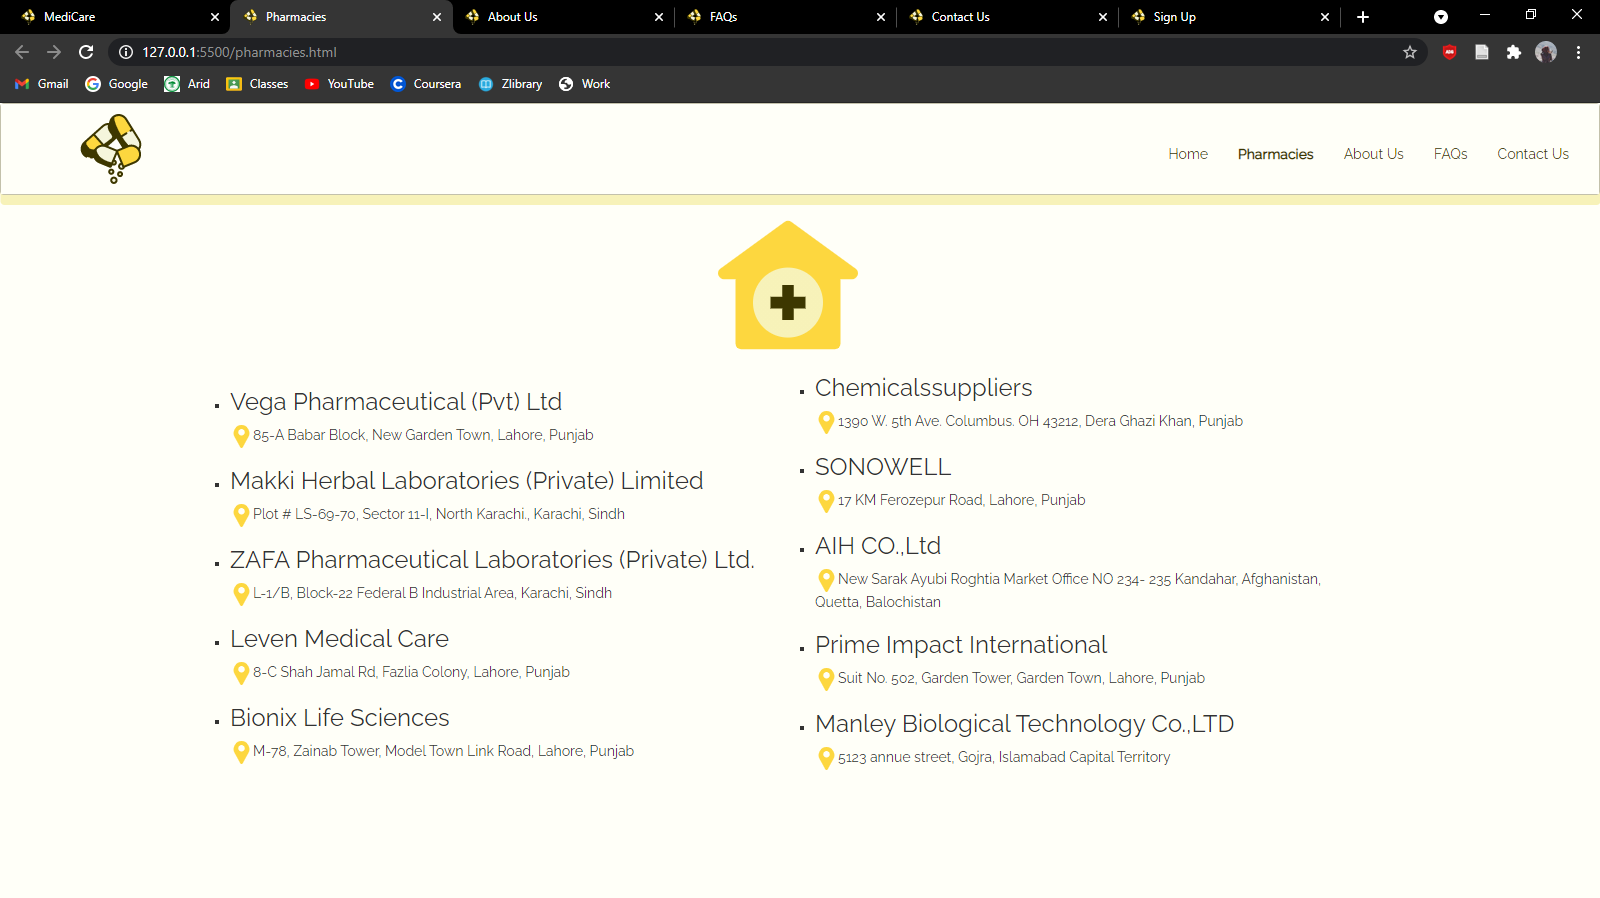 MediCare
Pharmacies
About Us
FAQs
Contact Us
Sign Up
127.0.0.1:5500/pharmacies.html
Gmail
Google
Arid
Classes
YouTube
Coursera
Zlibrary
Work
Home
Pharmacies
About Us
FAQs
Contact Us
Vega Pharmaceutical (Pvt) Ltd
85-A Babar Block, New Garden Town, Lahore, Punjab
Makki Herbal Laboratories (Private) Limited
Plot # LS-69-70, Sector 11-I, North Karachi., Karachi, Sindh
ZAFA Pharmaceutical Laboratories (Private) Ltd.
L-1/B, Block-22 Federal B Industrial Area, Karachi, Sindh
Leven Medical Care
8-C Shah Jamal Rd, Fazlia Colony, Lahore, Punjab
Bionix Life Sciences
M-78, Zainab Tower, Model Town Link Road, Lahore, Punjab
Chemicalssuppliers
1390 W. 5th Ave. Columbus. OH 43212, Dera Ghazi Khan, Punjab
SONOWELL
17 KM Ferozepur Road, Lahore, Punjab
AIH CO.,Ltd
New Sarak Ayubi Roghtia Market Office NO 234- 235 Kandahar, Afghanistan,
Quetta, Balochistan
Prime Impact International
Suit No. 502, Garden Tower, Garden Town, Lahore, Punjab
Manley Biological Technology Co.,LTD
5123 annue street, Gojra, Islamabad Capital Territory